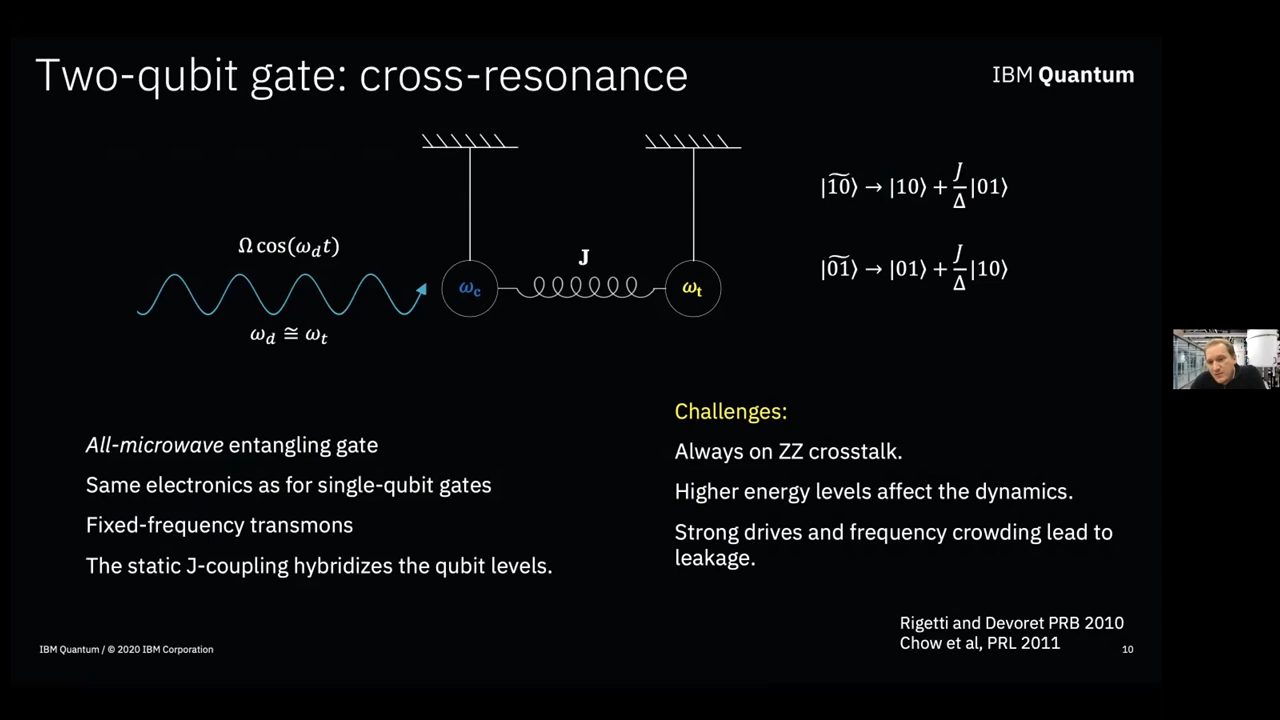 Two-qubit gate: cross-resonance
IBM Quantum
Ω cos(ω_d t)
ω_d ≅ ω_t
ω_c
J
ω_t
|1̃0̃⟩ → |10⟩ + J/Δ |01⟩
|0̃1̃⟩ → |01⟩ + J/Δ |10⟩
All-microwave entangling gate
Same electronics as for single-qubit gates
Fixed-frequency transmons
The static J-coupling hybridizes the qubit levels.
Challenges:
Always on ZZ crosstalk.
Higher energy levels affect the dynamics.
Strong drives and frequency crowding lead to
leakage.
Rigetti and Devoret PRB 2010
Chow et al, PRL 2011
IBM Quantum / © 2020 IBM Corporation
10